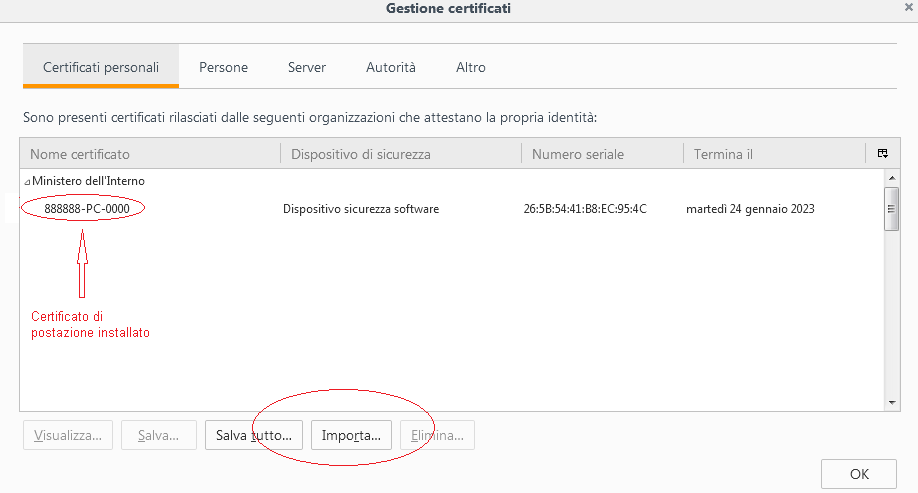 Gestione certificati
Certificati personali Persone Server Autorità Altro
Sono presenti certificati rilasciati dalle seguenti organizzazioni che attestano la propria identità:
Nome certificato Dispositivo di sicurezza Numero seriale Termina il
Ministero dell'Interno
888888-PC-0000 Dispositivo sicurezza software 26:5B:54:41:B8:EC:95:4C martedì 24 gennaio 2023
Certificato di
postazione installato
Visualizza... Salva... Salva tutto... Importa... Elimina...
OK